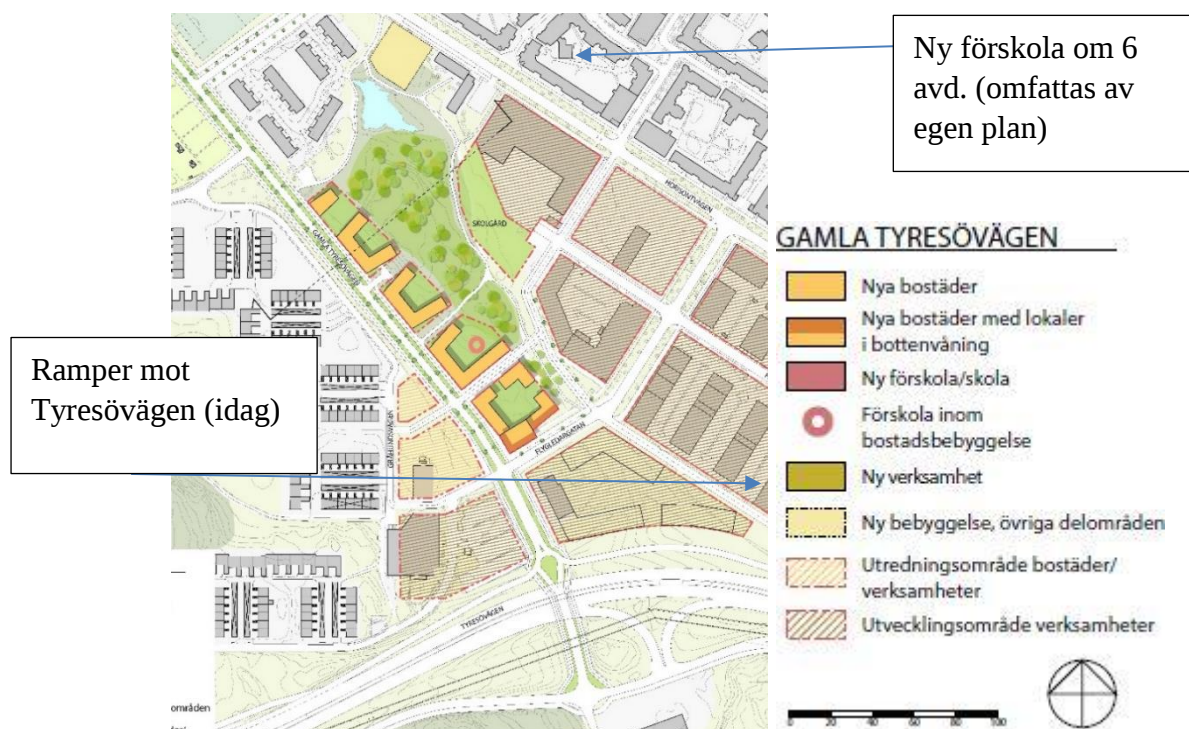 Ny förskola om 6
avd. (omfattas av
egen plan)
HORISONTVÄGEN
SKOLGÅRD
GAMLA TYRESÖVÄGEN
Ramper mot
Tyresövägen (idag)
FLYGLEDARGATAN
TYRESÖVÄGEN
områden
GAMLA TYRESÖVÄGEN
Nya bostäder
Nya bostäder med lokaler
i bottenvåning
Ny förskola/skola
Förskola inom
bostadsbebyggelse
Ny verksamhet
Ny bebyggelse, övriga delområden
Utredningsområde bostäder/
verksamheter
Utvecklingsområde verksamheter
0 20 40 60 80 100